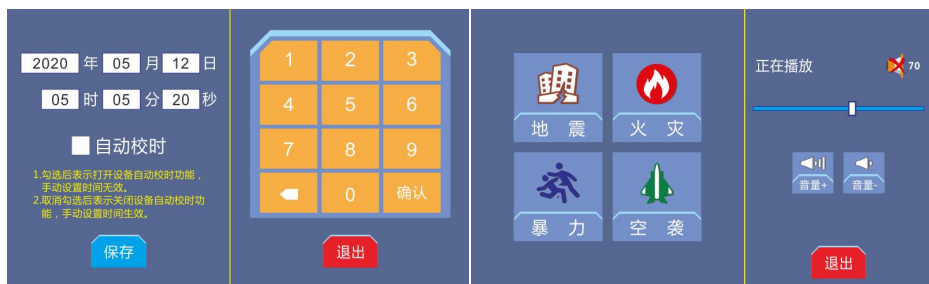 2020 年 05 月 12 日
05 时 05 分 20 秒
自动校时
1.勾选后表示打开设备自动校时功能，
手动设置时间无效。
2.取消勾选后表示关闭设备自动校时功
能，手动设置时间生效。
保存
1 2 3
4 5 6
7 8 9
0 确认
退出
地 震 火 灾
暴 力 空 袭
正在播放 70
音量+ 音量-
退出